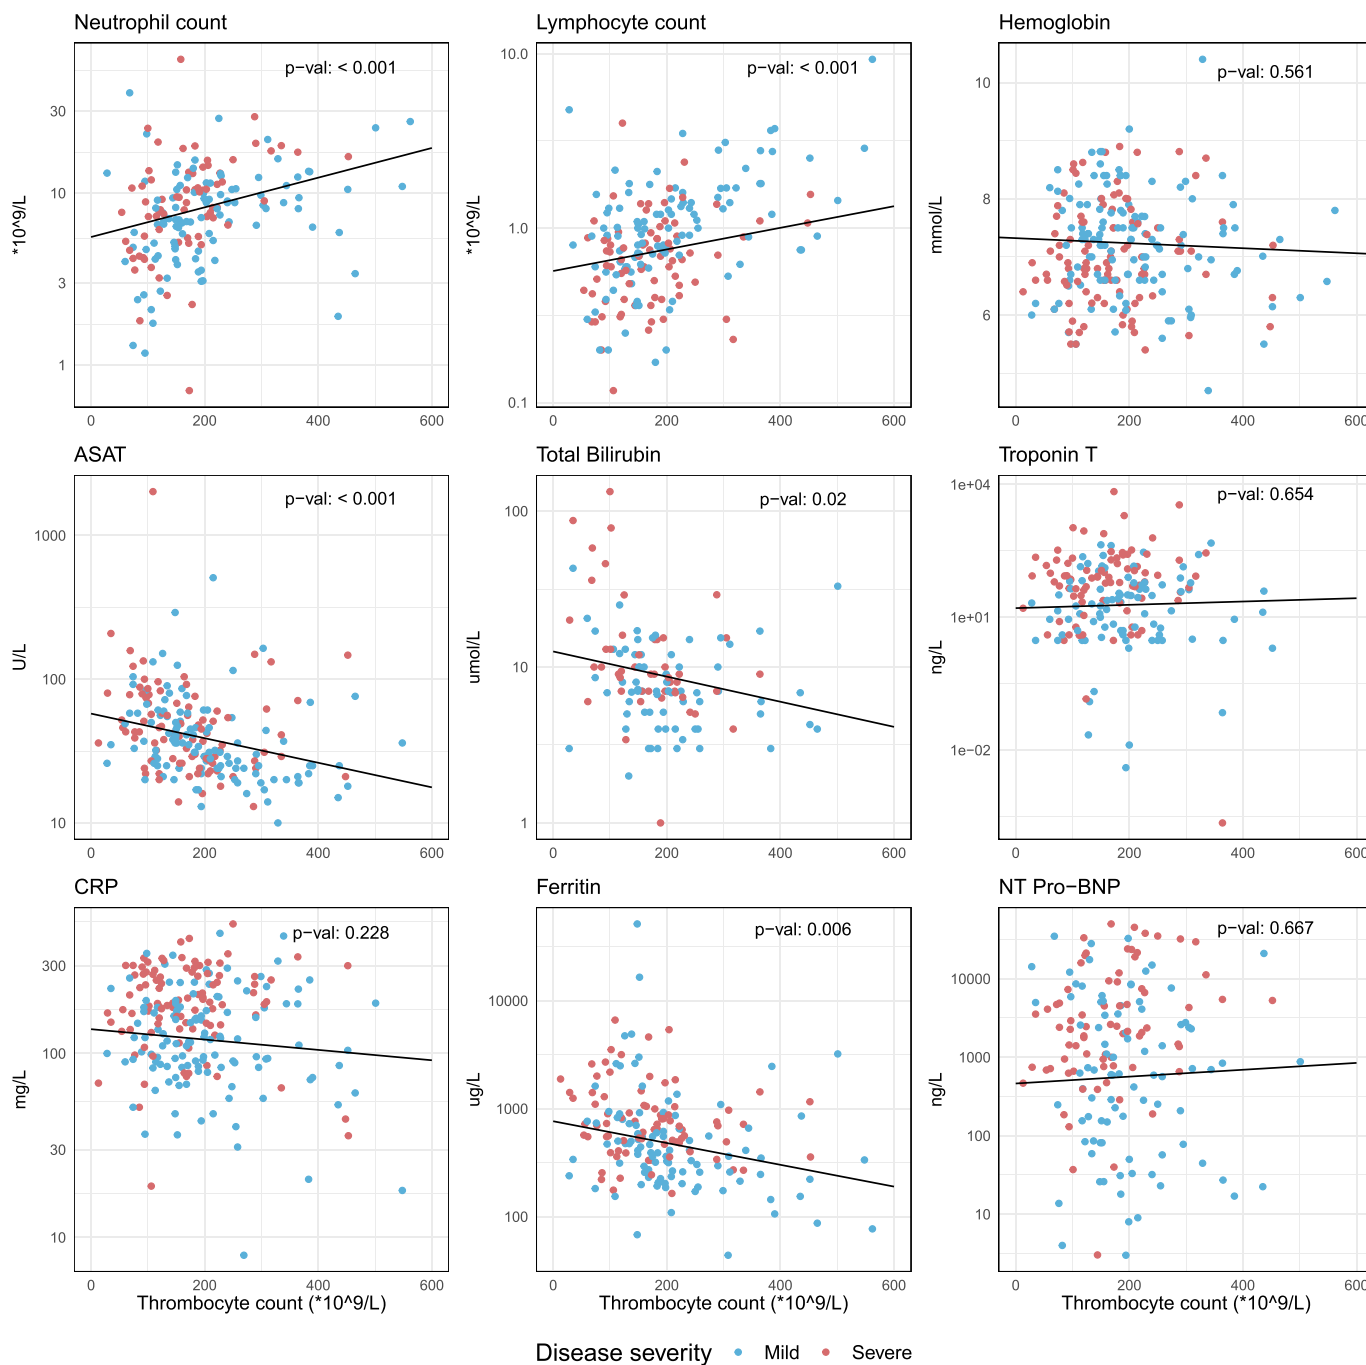 Neutrophil count
Lymphocyte count
Hemoglobin
p−val: < 0.001
p−val: < 0.001
p−val: 0.561
*10^9/L
30
10
3
1
*10^9/L
10.0
1.0
0.1
mmol/L
10
8
6
0 200 400 600
0 200 400 600
0 200 400 600
ASAT
Total Bilirubin
Troponin T
p−val: < 0.001
p−val: 0.02
p−val: 0.654
U/L
1000
100
10
umol/L
100
10
1
ng/L
1e+04
1e+01
1e−02
0 200 400 600
0 200 400 600
0 200 400 600
CRP
Ferritin
NT Pro−BNP
p−val: 0.228
p−val: 0.006
p−val: 0.667
mg/L
300
100
30
10
ug/L
10000
1000
100
ng/L
10000
1000
100
10
0 200 400 600
0 200 400 600
0 200 400 600
Thrombocyte count (*10^9/L)
Thrombocyte count (*10^9/L)
Thrombocyte count (*10^9/L)
Disease severity Mild Severe